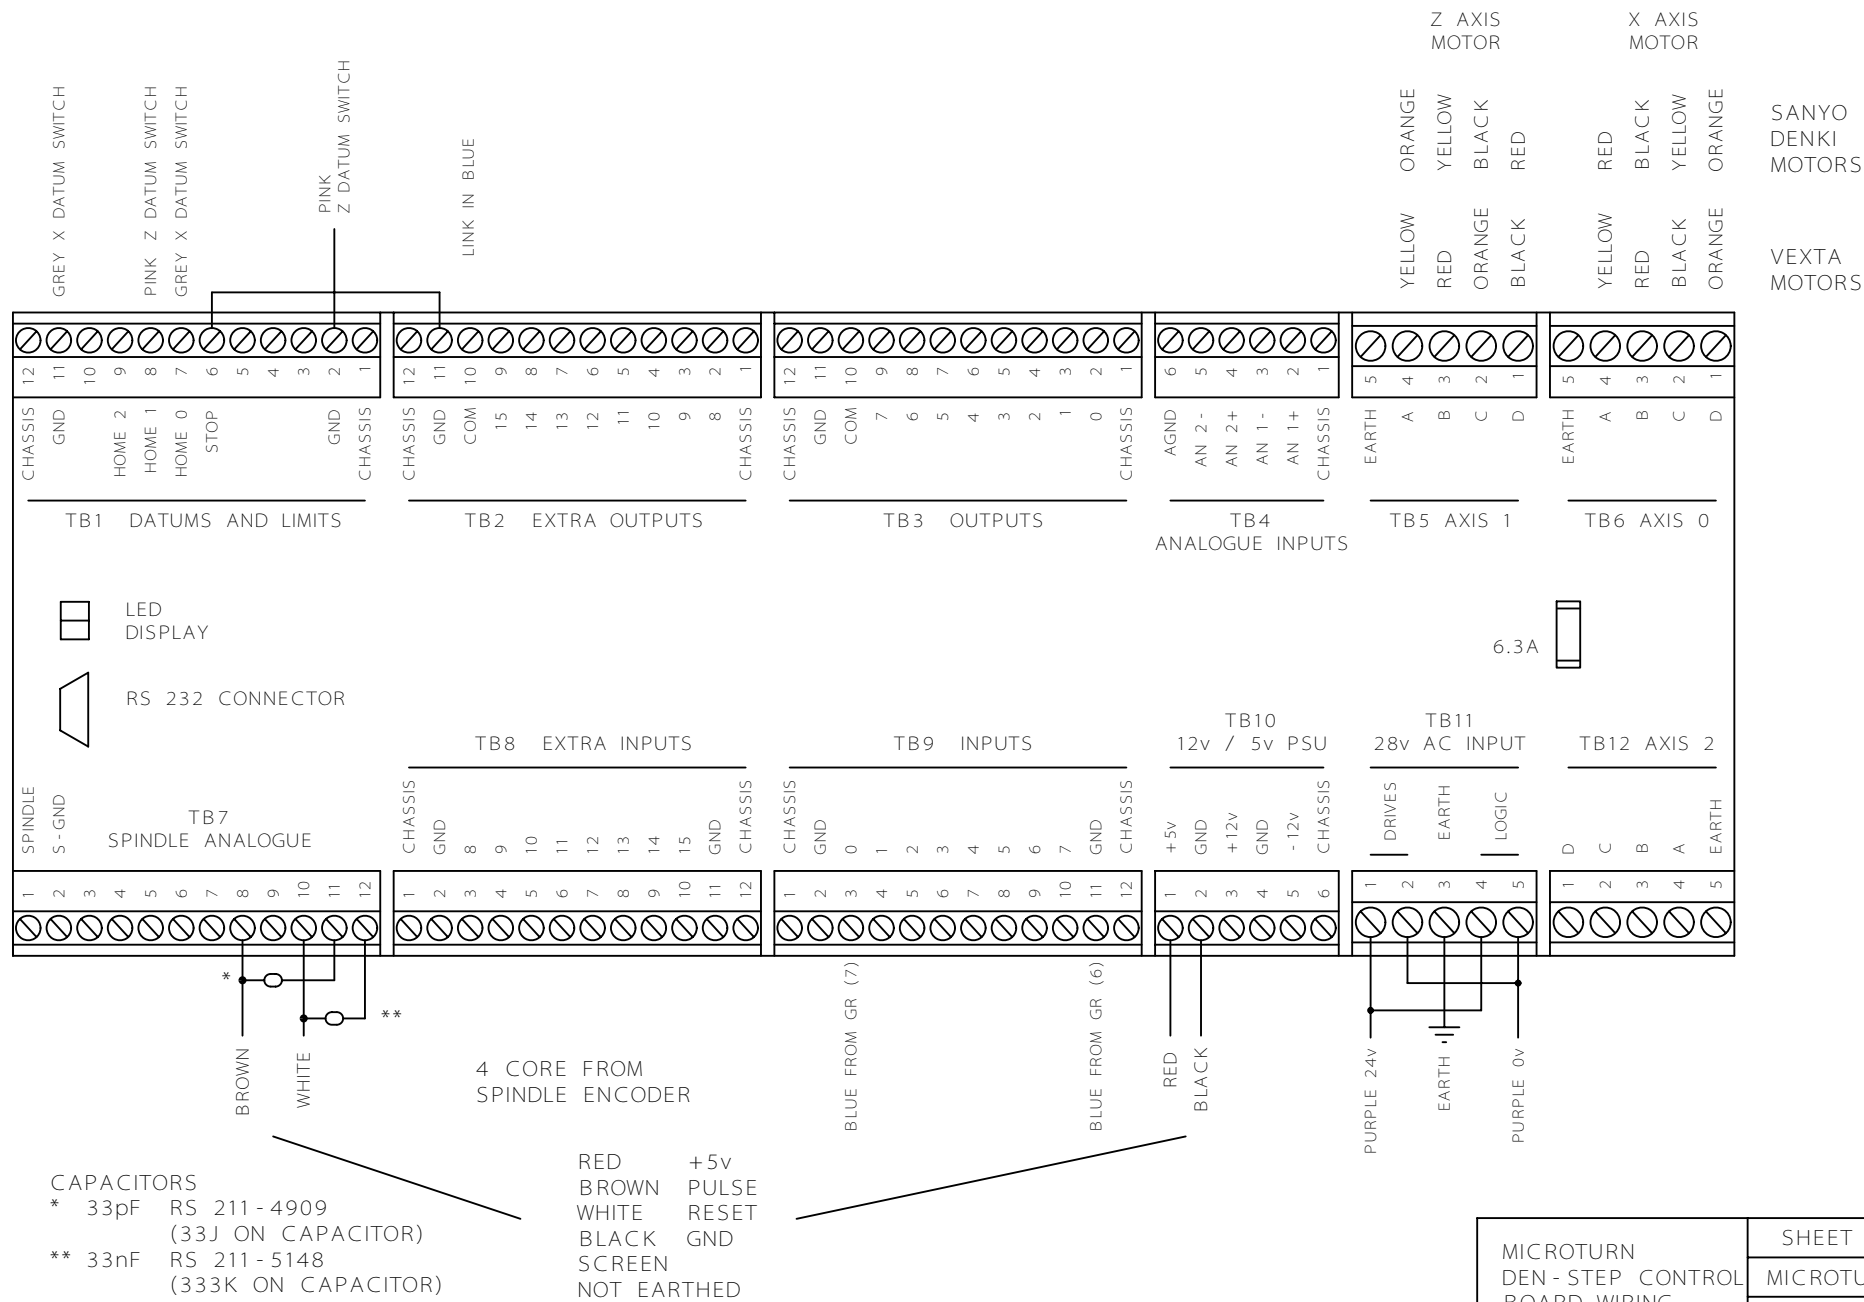 Z AXIS
MOTOR
X AXIS
MOTOR
ORANGE
YELLOW
BLACK
RED
RED
BLACK
YELLOW
ORANGE
SANYO
DENKI
MOTORS
YELLOW
RED
ORANGE
BLACK
YELLOW
RED
BLACK
ORANGE
VEXTA
MOTORS
GREY X DATUM SWITCH
PINK Z DATUM SWITCH
GREY X DATUM SWITCH
PINK
Z DATUM SWITCH
LINK IN BLUE
12 11 10 9 8 7 6 5 4 3 2 1
12 11 10 9 8 7 6 5 4 3 2 1
12 11 10 9 8 7 6 5 4 3 2 1
6 5 4 3 2 1
5 4 3 2 1
5 4 3 2 1
CHASSIS GND HOME 2 HOME 1 HOME 0 STOP GND CHASSIS
CHASSIS GND COM 15 14 13 12 11 10 9 8 CHASSIS
CHASSIS GND COM 7 6 5 4 3 2 1 0 CHASSIS
AGND AN 2- AN 2+ AN 1- AN 1+ CHASSIS
EARTH A B C D
EARTH A B C D
TB1 DATUMS AND LIMITS
TB2 EXTRA OUTPUTS
TB3 OUTPUTS
TB4
ANALOGUE INPUTS
TB5 AXIS 1
TB6 AXIS 0
LED
DISPLAY
RS 232 CONNECTOR
6.3A
TB7
SPINDLE ANALOGUE
TB8 EXTRA INPUTS
TB9 INPUTS
TB10
12v / 5v PSU
TB11
28v AC INPUT
TB12 AXIS 2
SPINDLE S-GND
CHASSIS GND 8 9 10 11 12 13 14 15 GND CHASSIS
CHASSIS GND 0 1 2 3 4 5 6 7 GND CHASSIS
+5v GND +12v GND -12v CHASSIS
DRIVES EARTH LOGIC
D C B A EARTH
1 2 3 4 5 6 7 8 9 10 11 12
1 2 3 4 5 6 7 8 9 10 11 12
1 2 3 4 5 6 7 8 9 10 11 12
1 2 3 4 5 6
1 2 3 4 5
1 2 3 4 5
*
**
BROWN
WHITE
4 CORE FROM
SPINDLE ENCODER
BLUE FROM GR (7)
BLUE FROM GR (6)
RED
BLACK
PURPLE 24v
EARTH
PURPLE 0v
CAPACITORS
* 33pF RS 211-4909
(33J ON CAPACITOR)
** 33nF RS 211-5148
(333K ON CAPACITOR)
RED +5v
BROWN PULSE
WHITE RESET
BLACK GND
SCREEN
NOT EARTHED
MICROTURN
DEN-STEP CONTROL
BOARD WIRING
SHEET
MICROTU